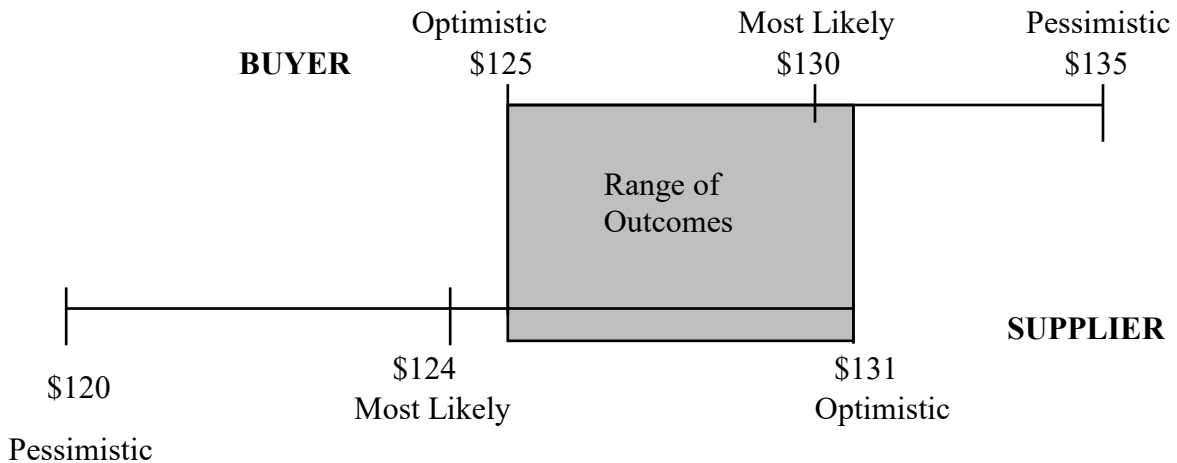 Optimistic
Most Likely
Pessimistic
BUYER
$125
$130
$135
Range of
Outcomes
SUPPLIER
$120
$124
$131
Most Likely
Optimistic
Pessimistic